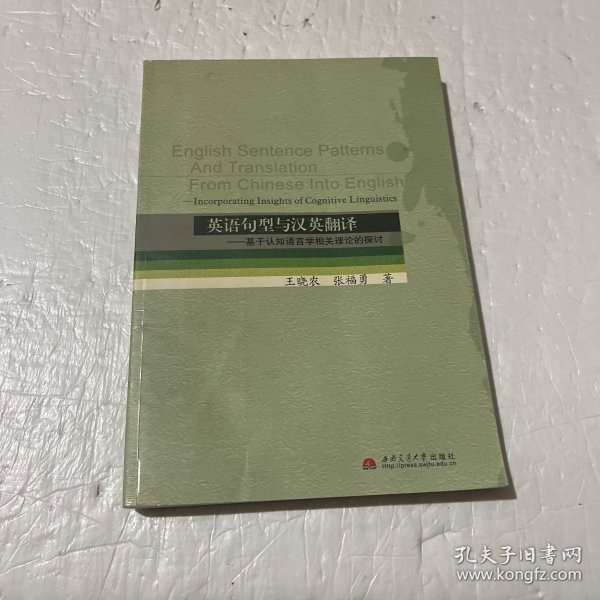 English Sentence Patterns
And Translation
From Chinese Into English
—Incorporating Insights of Cognitive Linguistics
英语句型与汉英翻译
——基于认知语言学相关理论的探讨
王晓农 张福勇 著
西南交通大学出版社
Http://press.swjtu.edu.cn
孔夫子旧书网
www.kongfz.com